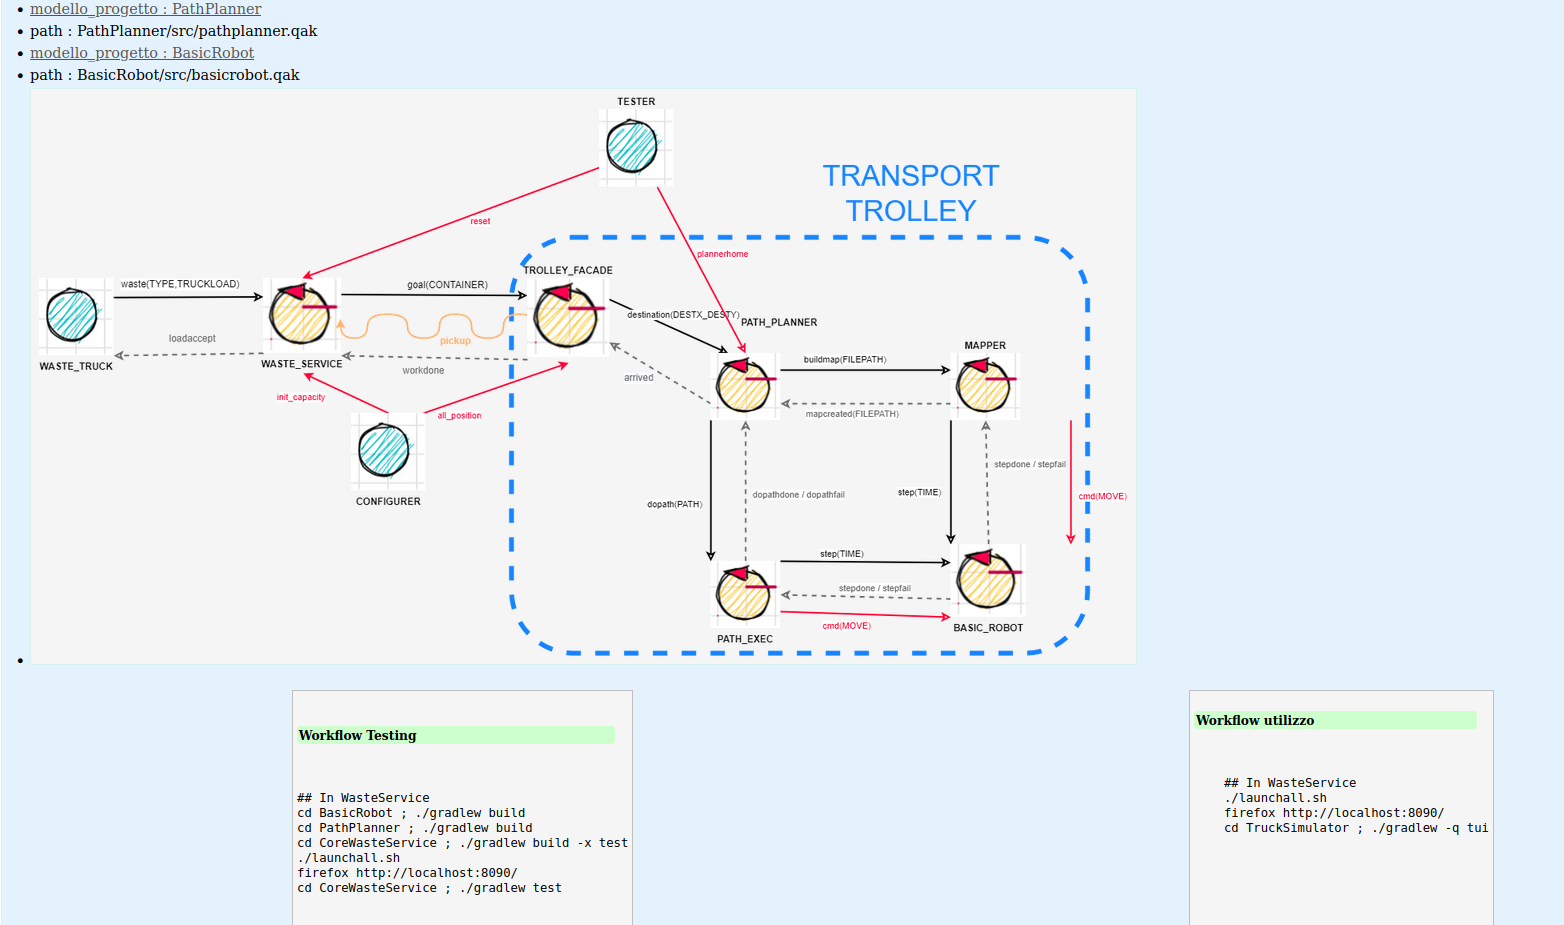 modello_progetto : PathPlanner
path : PathPlanner/src/pathplanner.qak
modello_progetto : BasicRobot
path : BasicRobot/src/basicrobot.qak
TESTER
TRANSPORT
TROLLEY
reset
plannerhome
TROLLEY_FACADE
waste(TYPE,TRUCKLOAD)
goal(CONTAINER)
destination(DESTX_DESTY)
PATH_PLANNER
loadaccept
pickup
MAPPER
buildmap(FILEPATH)
WASTE_TRUCK
WASTE_SERVICE
workdone
arrived
init_capacity
all_position
mapcreated(FILEPATH)
stepdone / stepfail
CONFIGURER
dopath(PATH)
dopathdone / dopathfail
step(TIME)
cmd(MOVE)
step(TIME)
stepdone / stepfail
cmd(MOVE)
PATH_EXEC
BASIC_ROBOT
Workflow Testing
## In WasteService
cd BasicRobot ; ./gradlew build
cd PathPlanner ; ./gradlew build
cd CoreWasteService ; ./gradlew build -x test
./launchall.sh
firefox http://localhost:8090/
cd CoreWasteService ; ./gradlew test
Workflow utilizzo
## In WasteService
./launchall.sh
firefox http://localhost:8090/
cd TruckSimulator ; ./gradlew -q tui